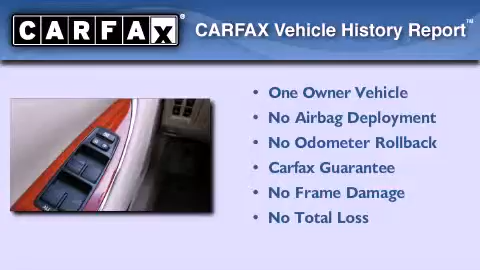 CARFAX®
CARFAX Vehicle History Report™
• One Owner Vehicle
• No Airbag Deployment
• No Odometer Rollback
• Carfax Guarantee
• No Frame Damage
• No Total Loss